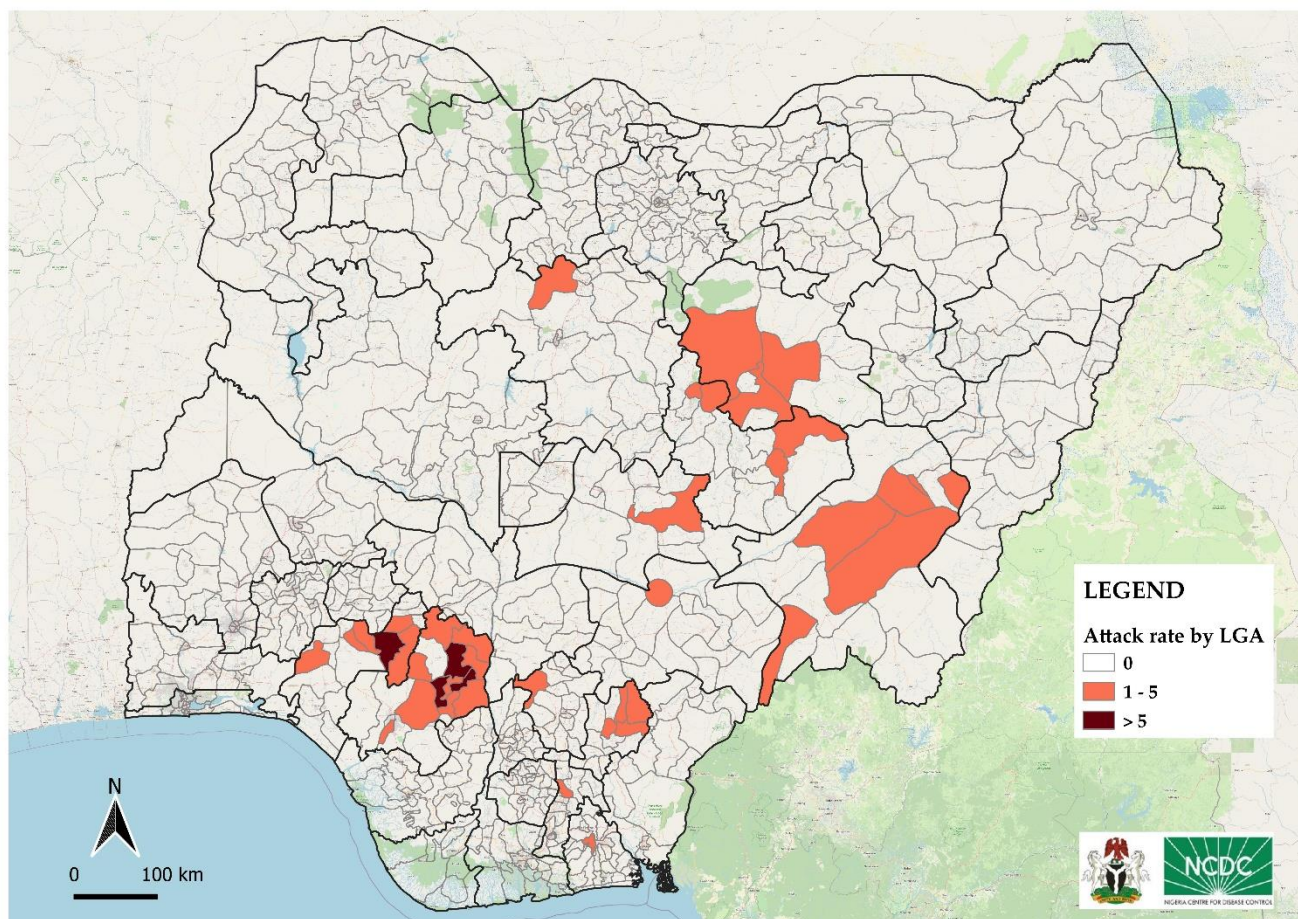 LEGEND
Attack rate by LGA
0
1 - 5
> 5
N
0 100 km
NCDC
NIGERIA CENTRE FOR DISEASE CONTROL